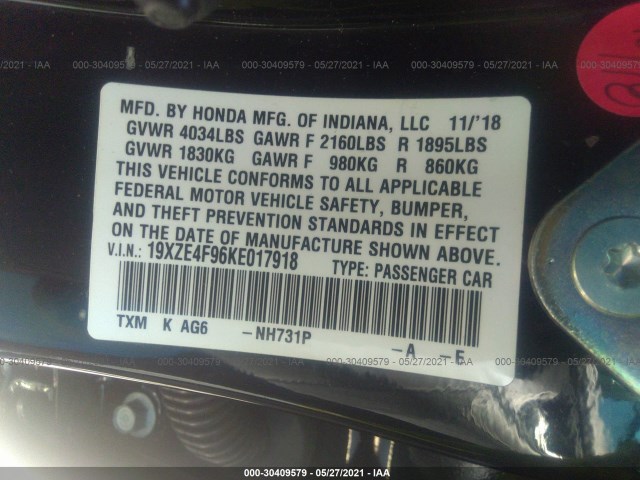 000-30409579 - 05/27/2021 - IAA
MFD. BY HONDA MFG. OF INDIANA, LLC 11/'18
GVWR 4034LBS GAWR F 2160LBS R 1895LBS
GVWR 1830KG GAWR F 980KG R 860KG
THIS VEHICLE CONFORMS TO ALL APPLICABLE
FEDERAL MOTOR VEHICLE SAFETY, BUMPER,
AND THEFT PREVENTION STANDARDS IN EFFECT
ON THE DATE OF MANUFACTURE SHOWN ABOVE.
V.I.N.: 19XZE4F96KE017918 TYPE: PASSENGER CAR
TXM K AG6 -NH731P -A -E
000-30409579 - 05/27/2021 - IAA